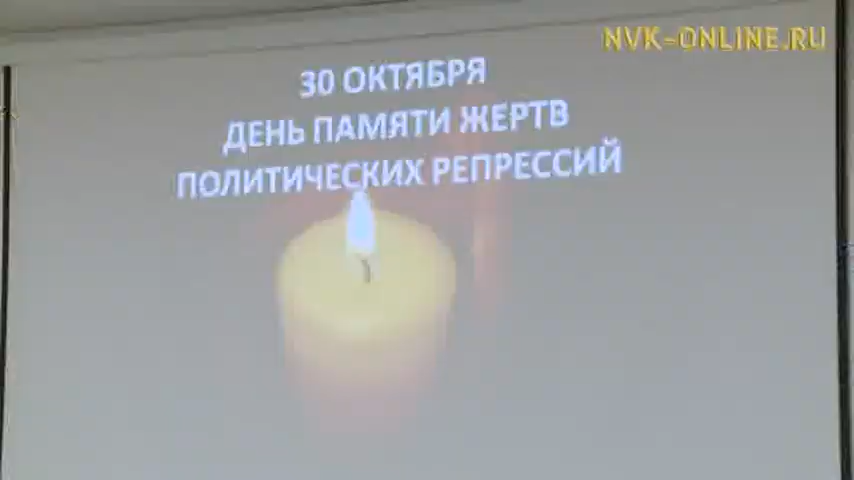 NVK-ONLINE.RU
30 ОКТЯБРЯ
ДЕНЬ ПАМЯТИ ЖЕРТВ
ПОЛИТИЧЕСКИХ РЕПРЕССИЙ